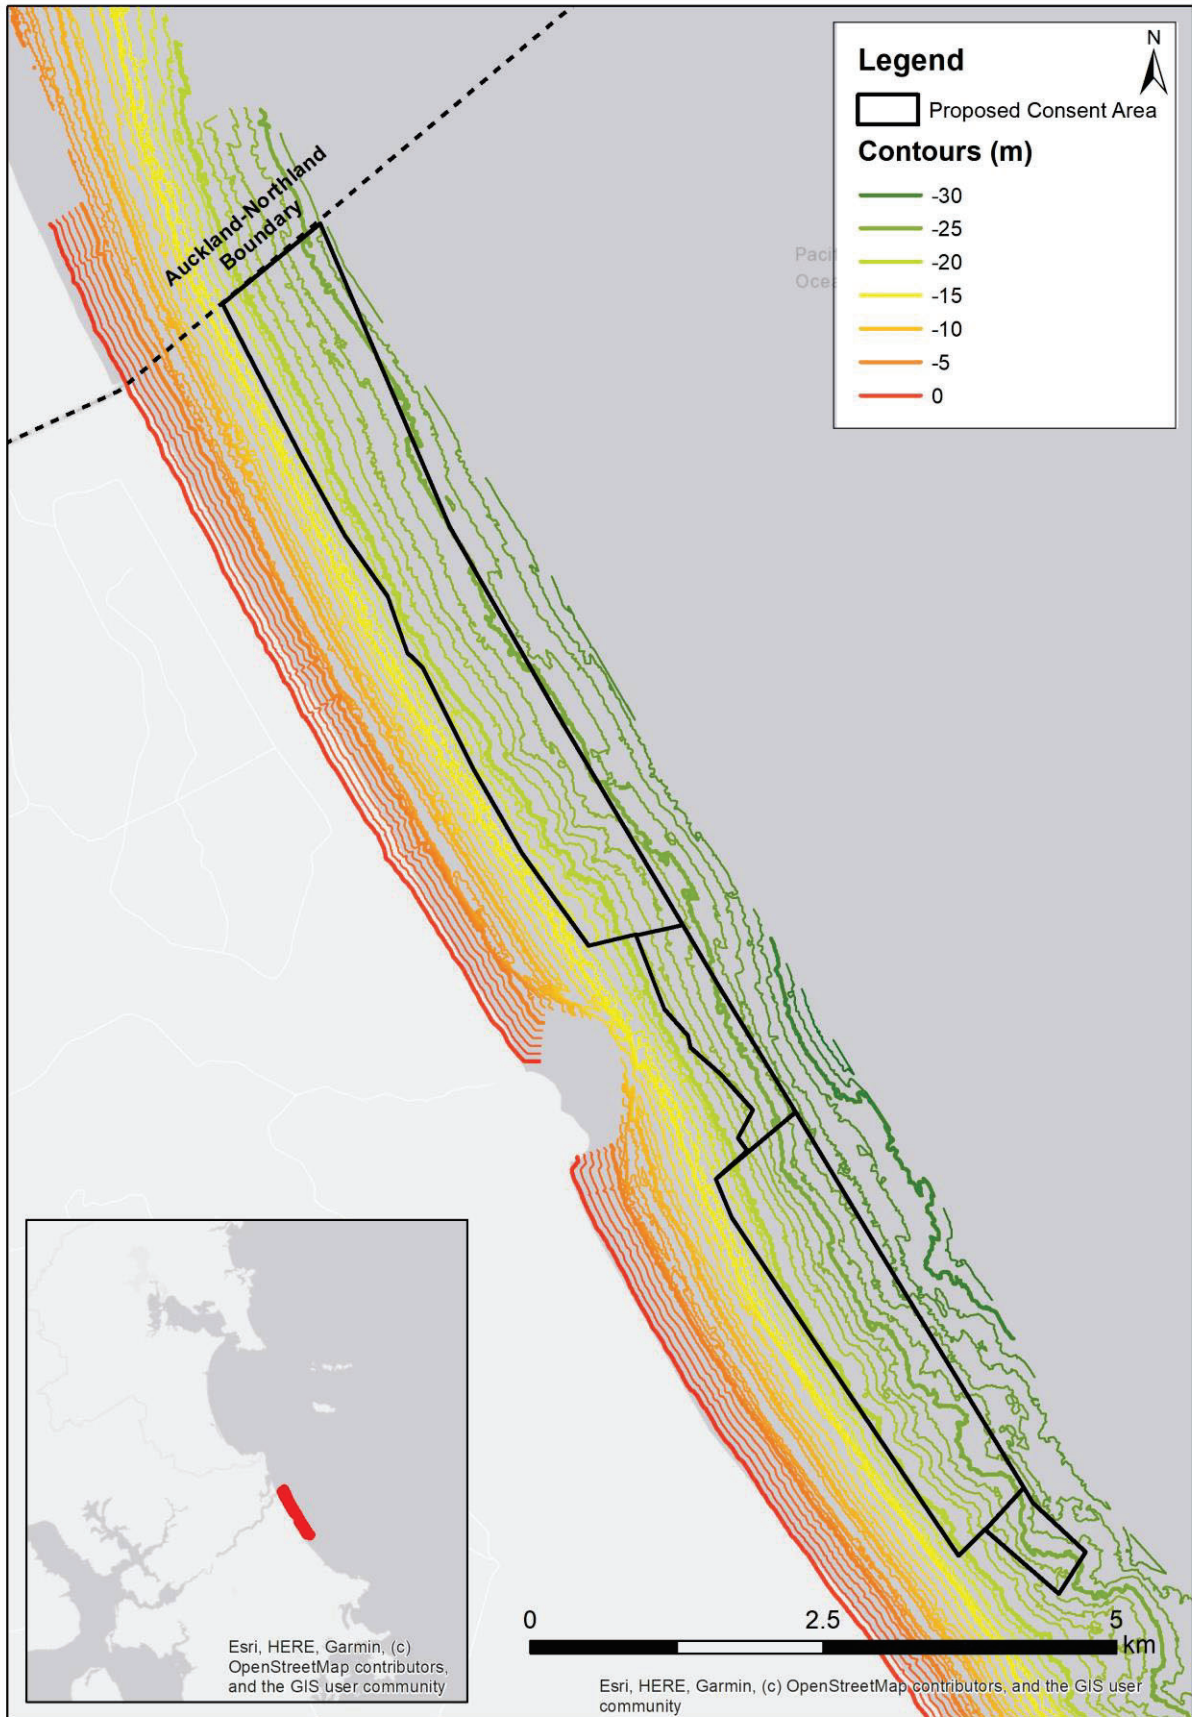 Legend
N
Proposed Consent Area
Contours (m)
-30
-25
-20
-15
-10
-5
0
Auckland-Northland
Boundary
0
2.5
5
km
Esri, HERE, Garmin, (c)
OpenStreetMap contributors,
and the GIS user community
Esri, HERE, Garmin, (c) OpenStreetMap contributors, and the GIS user
community